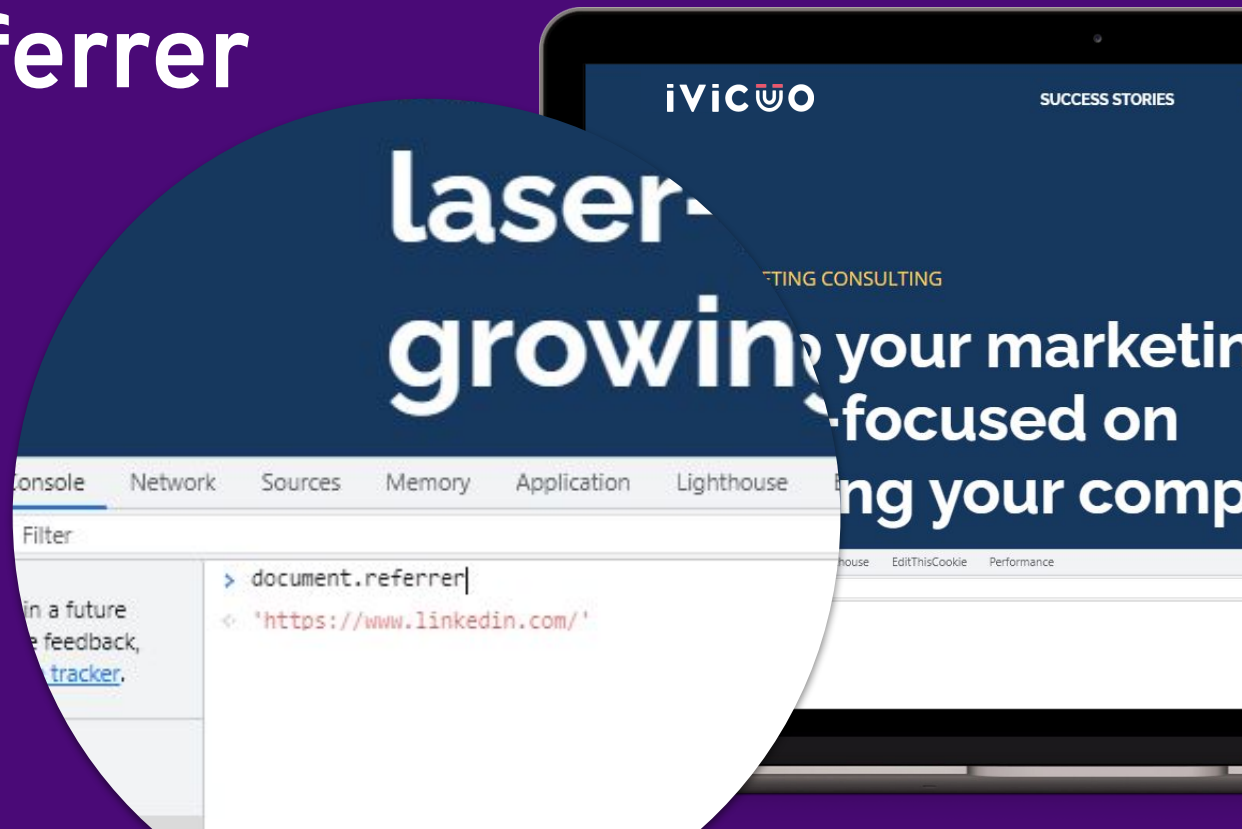 ferrer
iVicuo
SUCCESS STORIES
laser-
growing
TING CONSULTING
your marketin
-focused on
ng your comp
Console Network Sources Memory Application Lighthouse
house EditThisCookie Performance
Filter
> document.referrer
'https://www.linkedin.com/'
in a future
e feedback,
tracker.